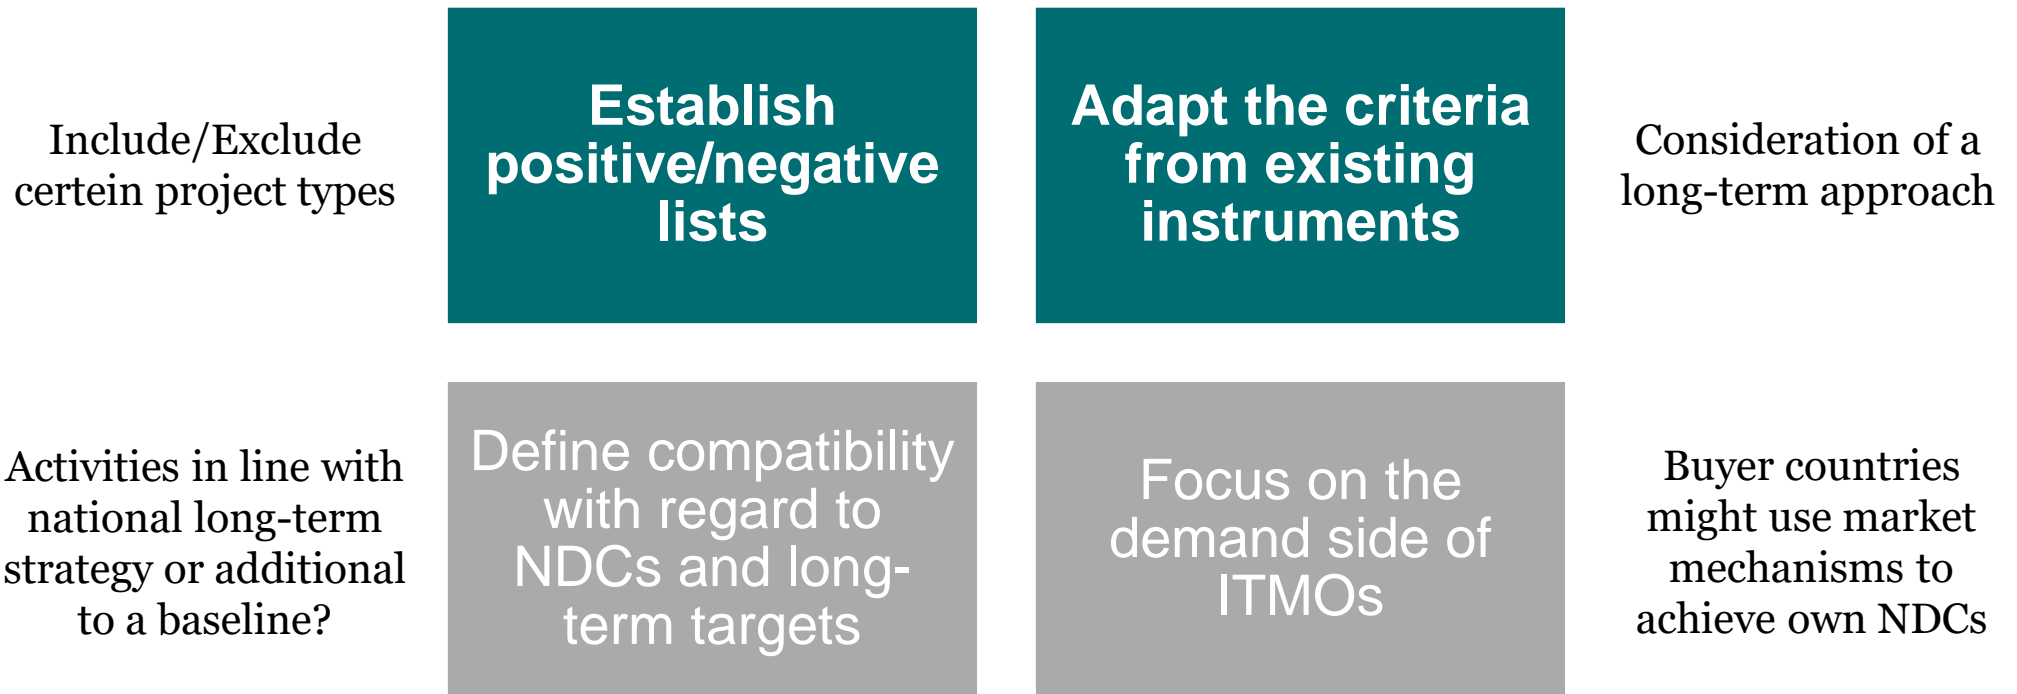 Include/Exclude
certein project types
Establish
positive/negative
lists
Adapt the criteria
from existing
instruments
Consideration of a
long-term approach
Activities in line with
national long-term
strategy or additional
to a baseline?
Define compatibility
with regard to
NDCs and long-
term targets
Focus on the
demand side of
ITMOs
Buyer countries
might use market
mechanisms to
achieve own NDCs